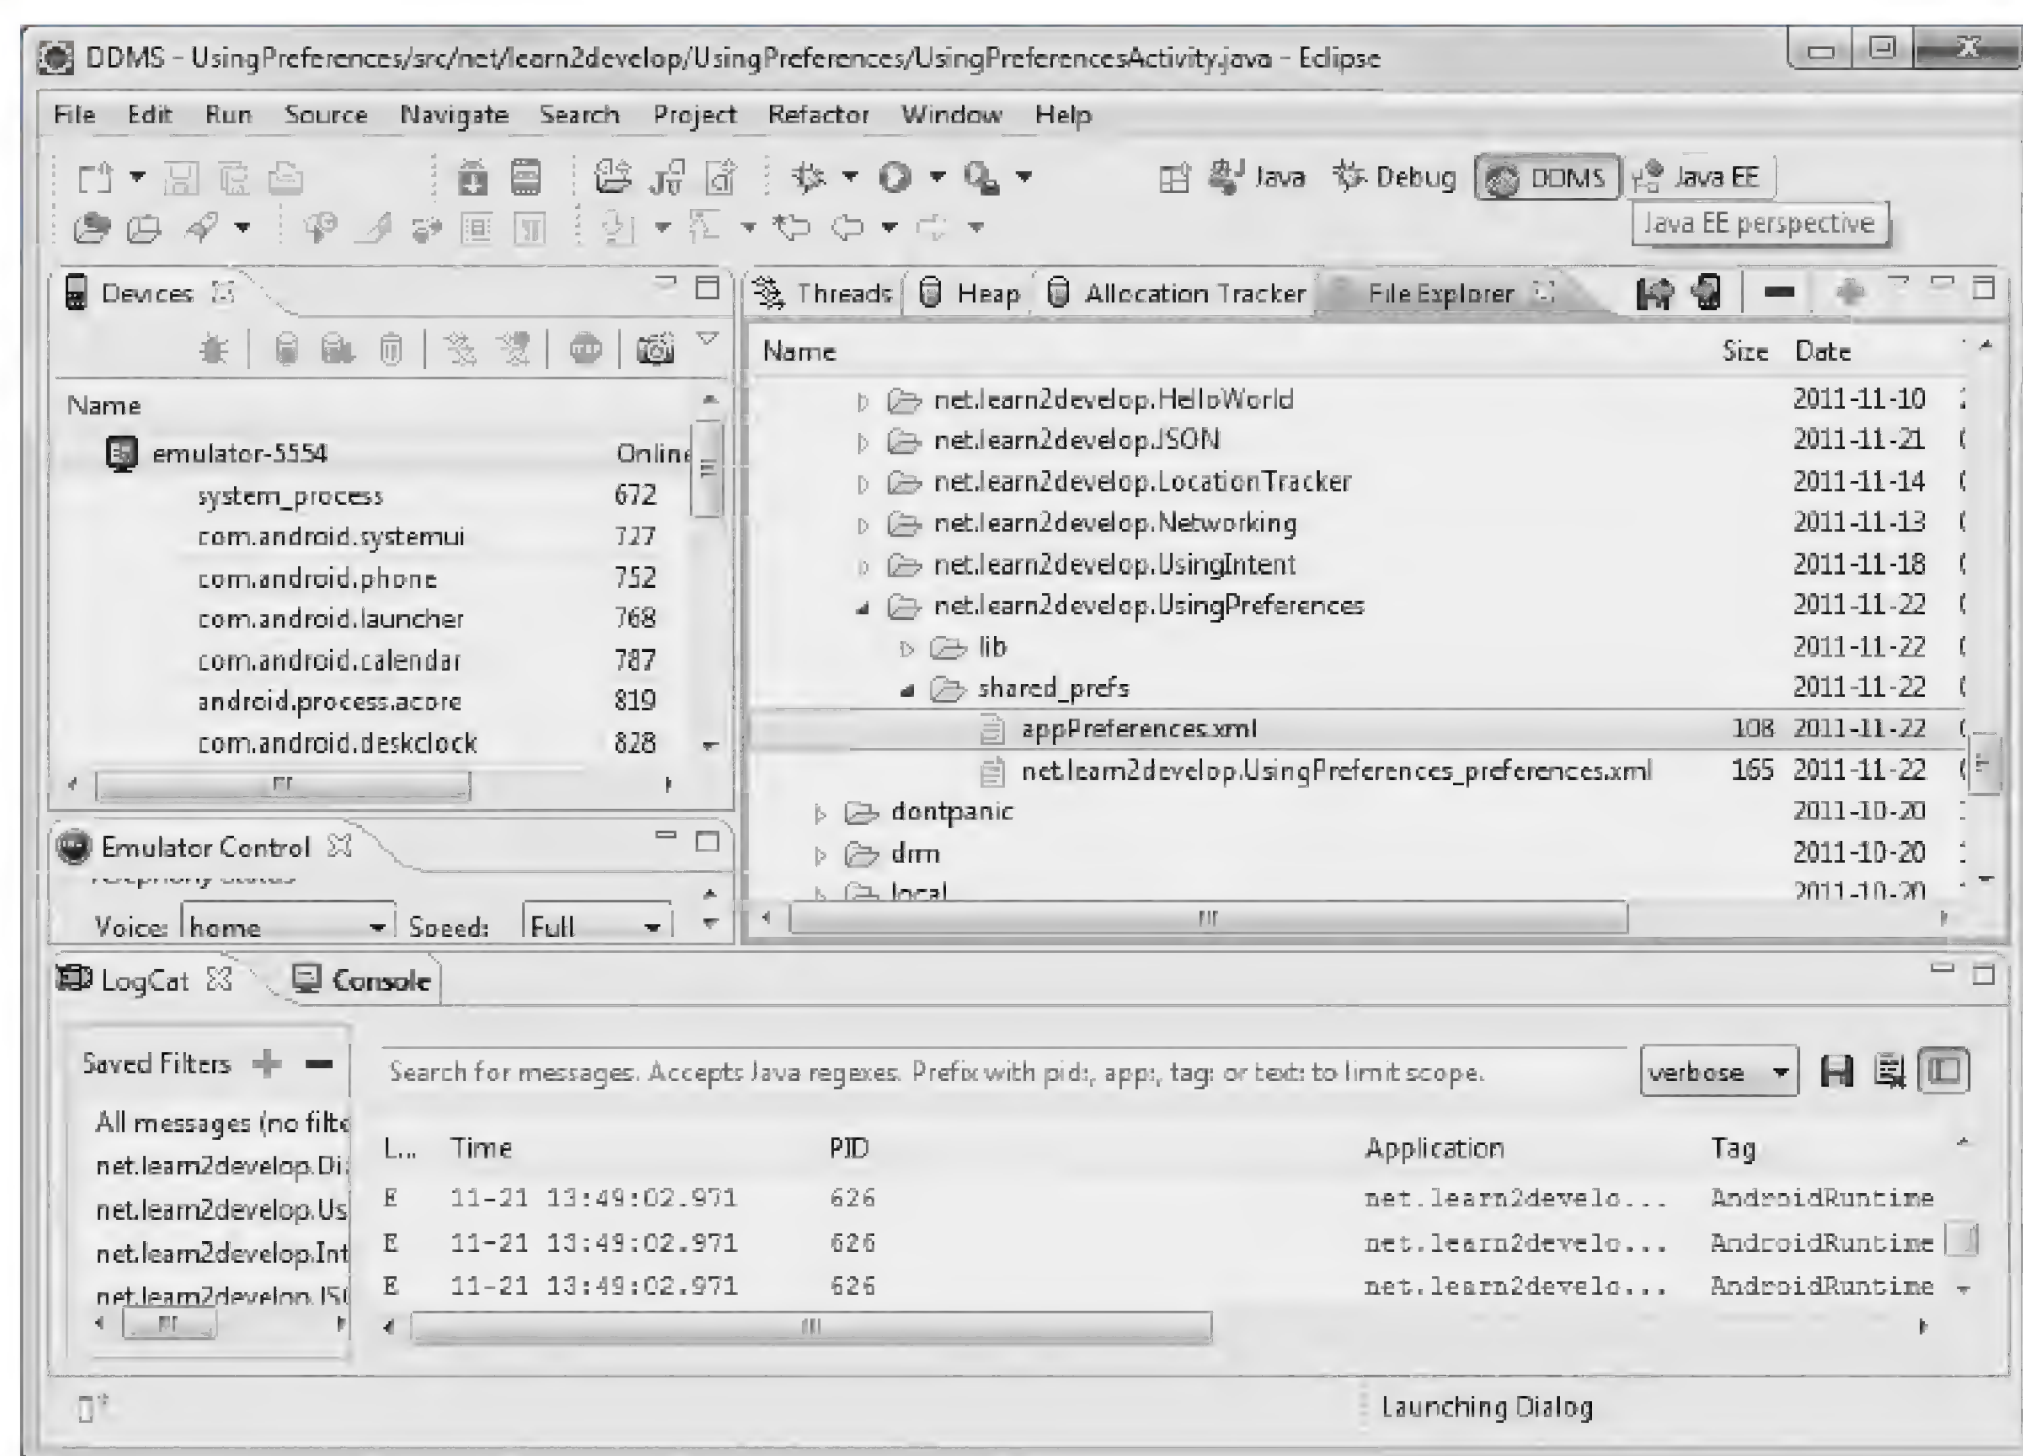 DDMS - UsingPreferences/src/net/learn2develop/UsingPreferences/UsingPreferencesActivity.java - Eclipse
File Edit Run Source Navigate Search Project Refactor Window Help
Java Debug DDMS Java EE
Java EE perspective
Devices
Name
emulator-5554 Online
system_process 672
com.android.systemui 727
com.android.phone 752
com.android.launcher 768
com.android.calendar 787
android.process.acore 819
com.android.deskclock 828
Emulator Control
Telephony Status
Voice: home Speed: Full
Threads Heap Allocation Tracker File Explorer
Name Size Date
net.learn2develop.HelloWorld 2011-11-10
net.learn2develop.JSON 2011-11-21
net.learn2develop.LocationTracker 2011-11-14
net.learn2develop.Networking 2011-11-13
net.learn2develop.UsingIntent 2011-11-18
net.learn2develop.UsingPreferences 2011-11-22
lib 2011-11-22
shared_prefs 2011-11-22
appPreferences.xml 108 2011-11-22
net.learn2develop.UsingPreferences_preferences.xml 165 2011-11-22
dontpanic 2011-10-20
drm 2011-10-20
local 2011-10-20
LogCat Console
Saved Filters
All messages (no filte
net.learn2develop.Di
net.learn2develop.Us
net.learn2develop.Int
net.learn2develop.JSO
Search for messages. Accepts Java regexes. Prefix with pid:, app:, tag: or text: to limit scope. verbose
L... Time PID Application Tag
E 11-21 13:49:02.971 626 net.learn2develo... AndroidRuntime
E 11-21 13:49:02.971 626 net.learn2develo... AndroidRuntime
E 11-21 13:49:02.971 626 net.learn2develo... AndroidRuntime
Launching Dialog